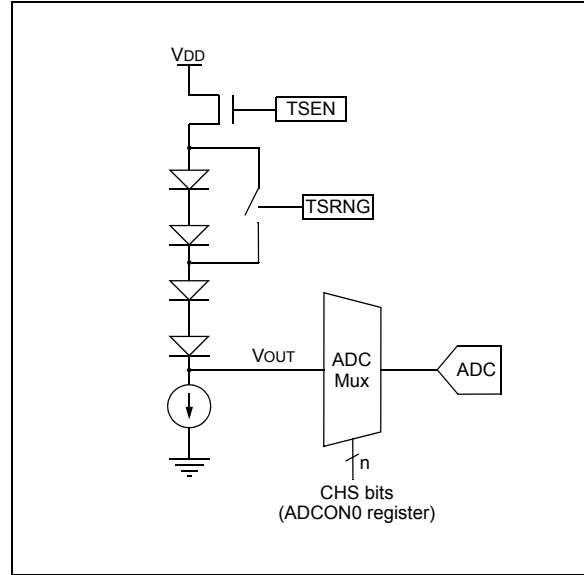 VDD
TSEN
TSRNG
VOUT
ADC
Mux
ADC
n
CHS bits
(ADCON0 register)